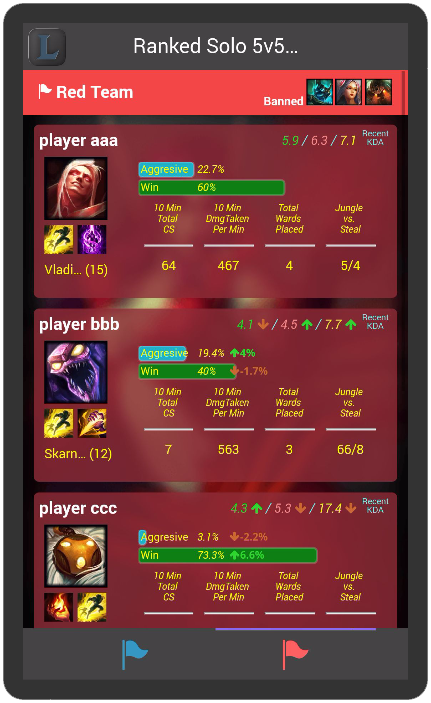 L
Ranked Solo 5v5...
Red Team
Banned
player aaa
5.9 / 6.3 / 7.1
Recent
KDA
Aggresive 22.7%
Win 60%
10 Min
Total
CS
10 Min
DmgTaken
Per Min
Total
Wards
Placed
Jungle
vs.
Steal
64 467 4 5/4
Vladi... (15)
player bbb
4.1 / 4.5 / 7.7
Recent
KDA
Aggresive 19.4% 4%
Win 40% -1.7%
10 Min
Total
CS
10 Min
DmgTaken
Per Min
Total
Wards
Placed
Jungle
vs.
Steal
7 563 3 66/8
Skarn... (12)
player ccc
4.3 / 5.3 / 17.4
Recent
KDA
Aggresive 3.1% -2.2%
Win 73.3% 6.6%
10 Min
Total
CS
10 Min
DmgTaken
Per Min
Total
Wards
Placed
Jungle
vs.
Steal